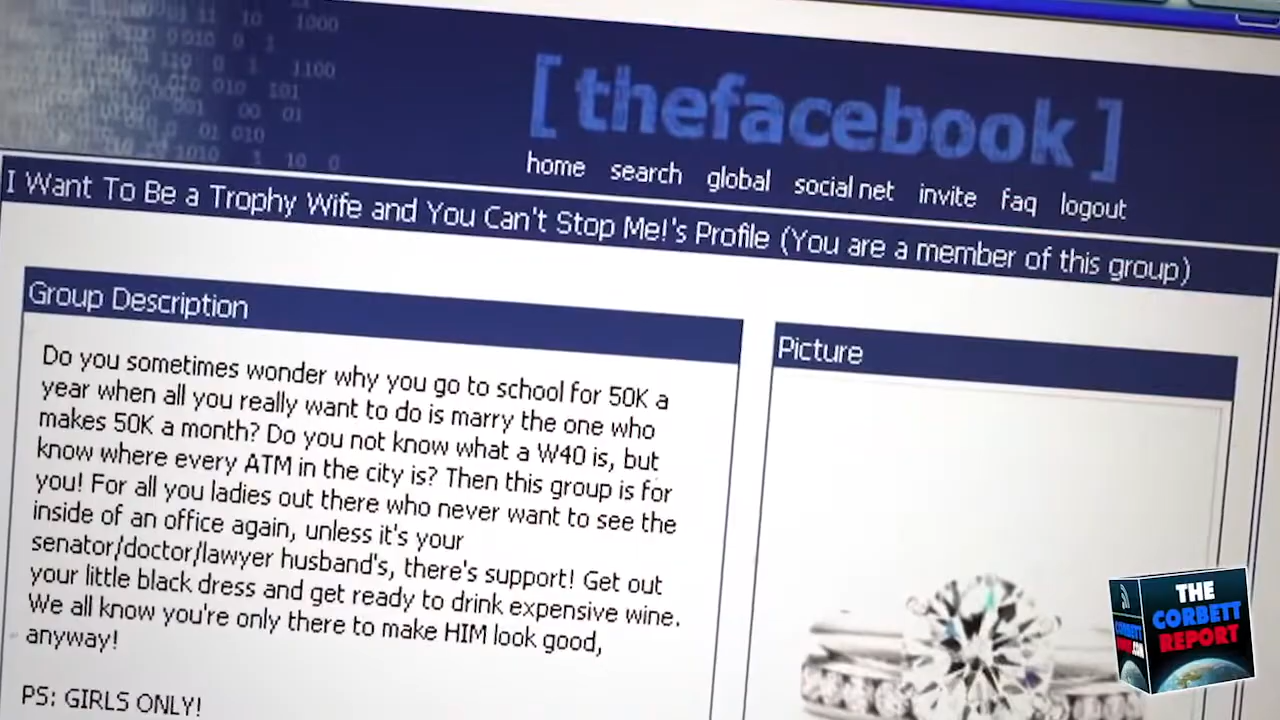 [ thefacebook ]
home search global social net invite faq logout
I Want To Be a Trophy Wife and You Can't Stop Me!'s Profile (You are a member of this group)
Group Description
Do you sometimes wonder why you go to school for 50K a
year when all you really want to do is marry the one who
makes 50K a month? Do you not know what a W40 is, but
know where every ATM in the city is? Then this group is for
you! For all you ladies out there who never want to see the
inside of an office again, unless it's your
senator/doctor/lawyer husband's, there's support! Get out
your little black dress and get ready to drink expensive wine.
We all know you're only there to make HIM look good,
anyway!
PS: GIRLS ONLY!
Picture
THE
CORBETT
REPORT